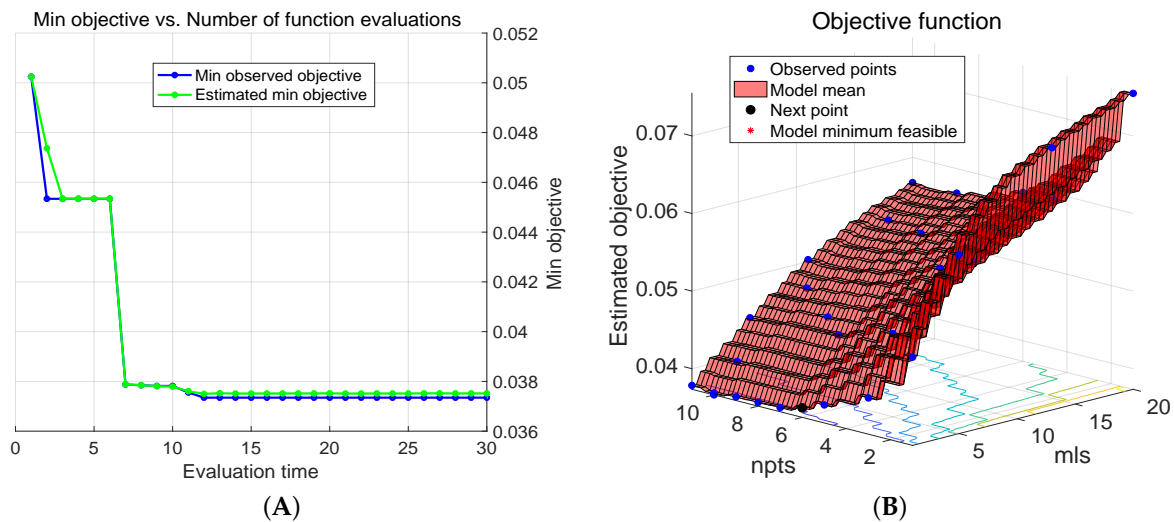 Min objective vs. Number of function evaluations
Min observed objective
Estimated min objective
0.052
0.05
0.048
0.046
0.044
0.042
0.04
0.038
0.036
Min objective
0
5
10
15
20
25
30
Evaluation time
(A)
Objective function
Observed points
Model mean
Next point
Model minimum feasible
0.07
0.06
0.05
0.04
Estimated objective
10
8
6
4
2
npts
5
10
15
20
mls
(B)